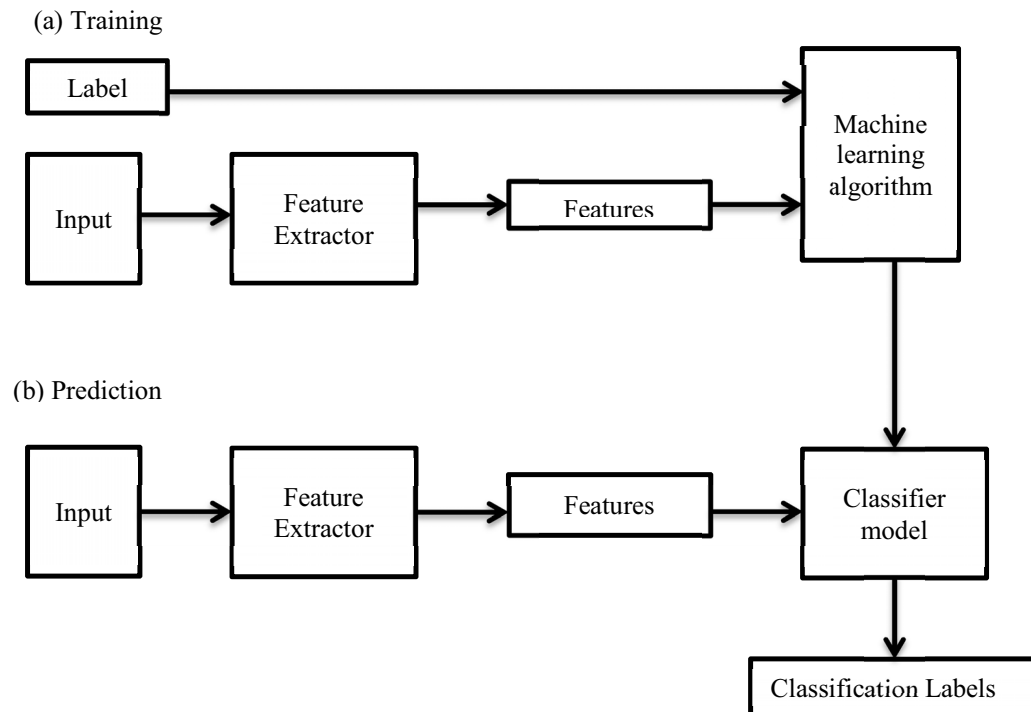 (a) Training
Label
Machine
learning
algorithm
Input
Feature
Extractor
Features
(b) Prediction
Input
Feature
Extractor
Features
Classifier
model
Classification Labels